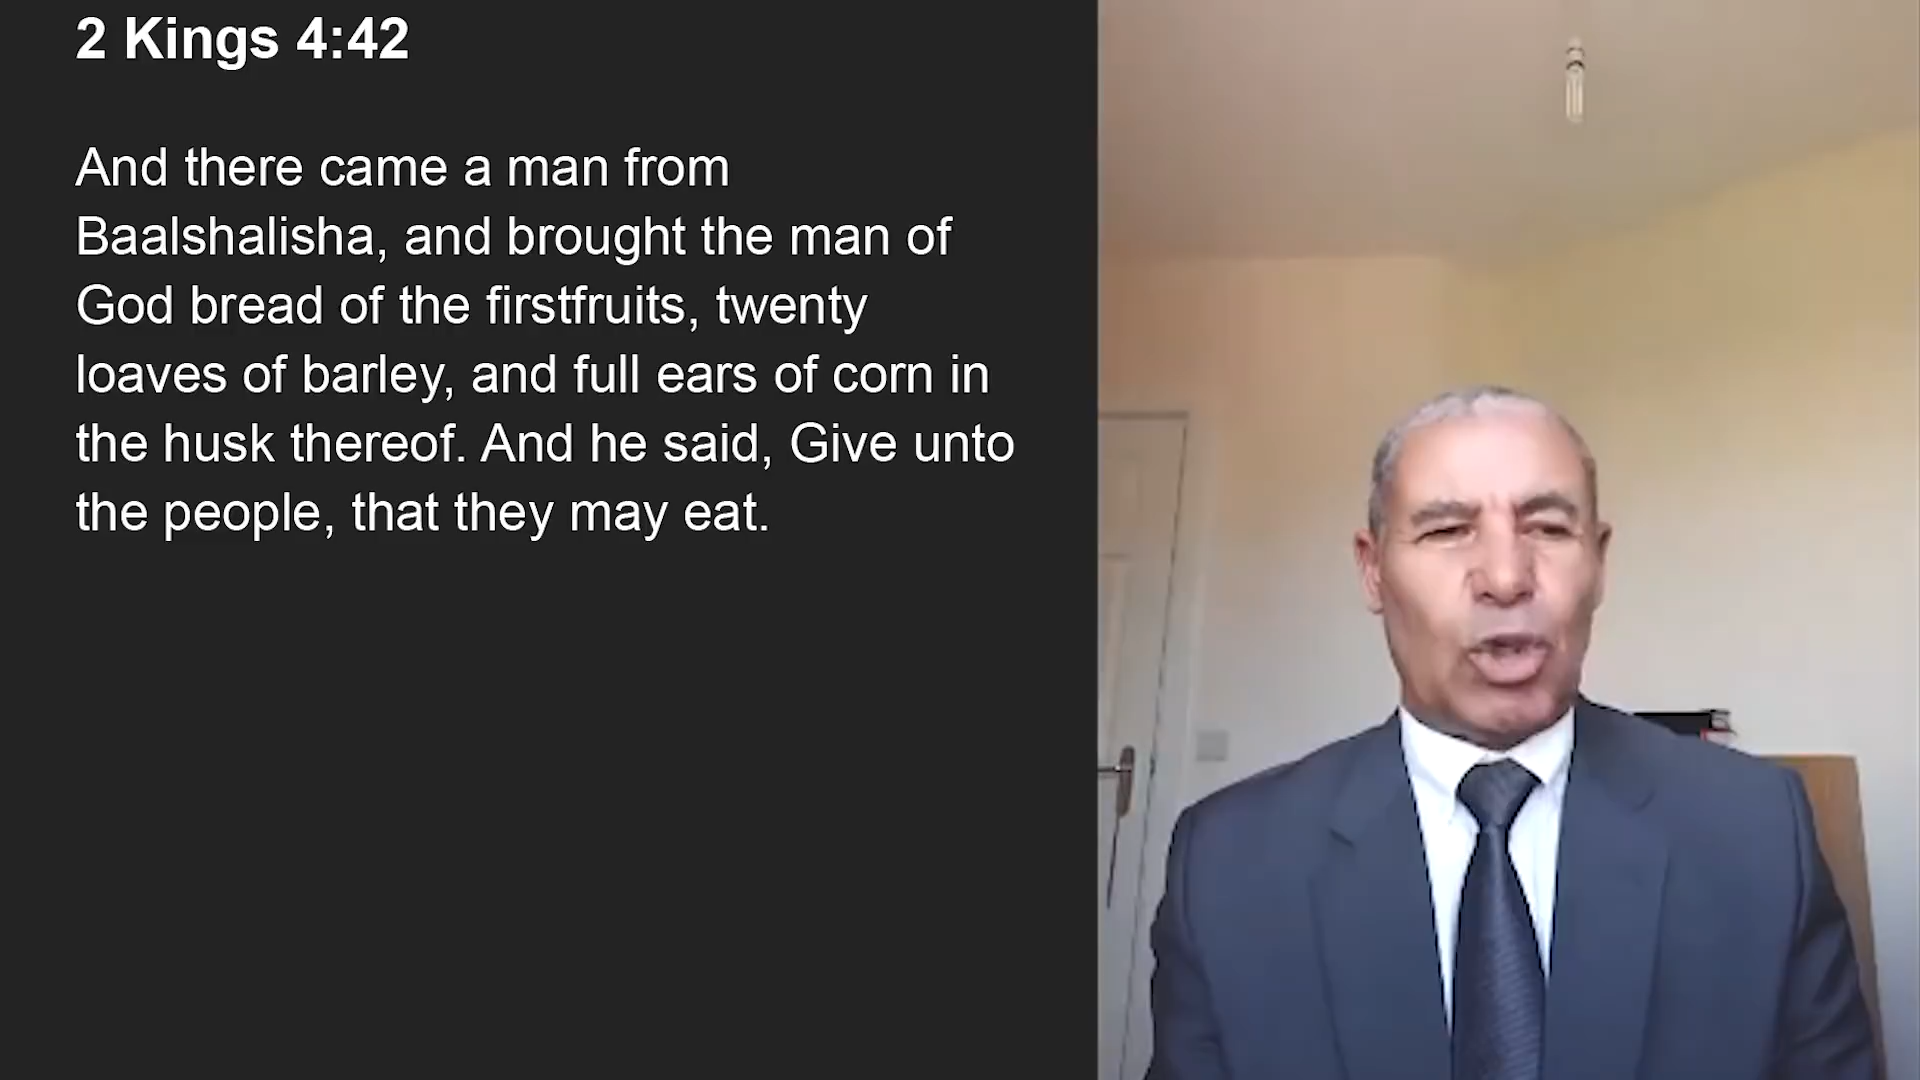 2 Kings 4:42
And there came a man from
Baalshalisha, and brought the man of
God bread of the firstfruits, twenty
loaves of barley, and full ears of corn in
the husk thereof. And he said, Give unto
the people, that they may eat.